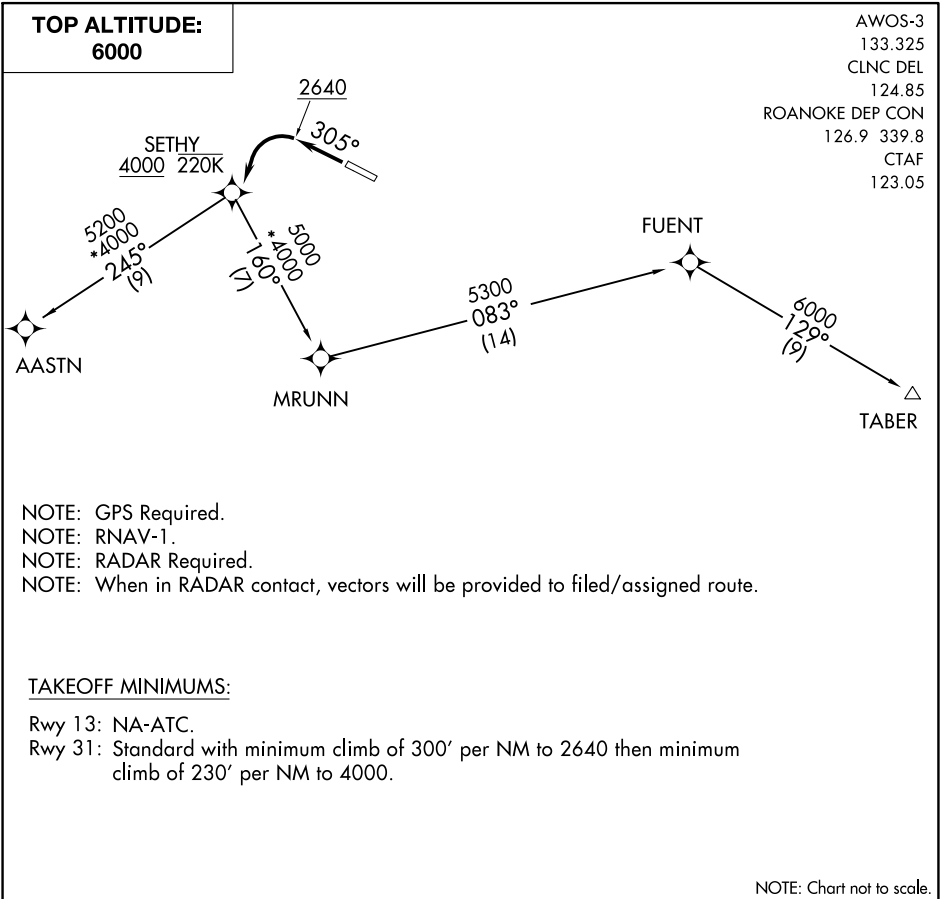 TOP ALTITUDE:
6000
AWOS-3
133.325
CLNC DEL
124.85
ROANOKE DEP CON
126.9 339.8
CTAF
123.05
2640
305°
SETHY
4000 220K
5200
*4000
245°
(9)
5000
*4000
160°
(7)
AASTN
MRUNN
5300
083°
(14)
FUENT
6000
129°
(9)
TABER
NOTE: GPS Required.
NOTE: RNAV-1.
NOTE: RADAR Required.
NOTE: When in RADAR contact, vectors will be provided to filed/assigned route.
TAKEOFF MINIMUMS:
Rwy 13: NA-ATC.
Rwy 31: Standard with minimum climb of 300' per NM to 2640 then minimum
climb of 230' per NM to 4000.
NOTE: Chart not to scale.